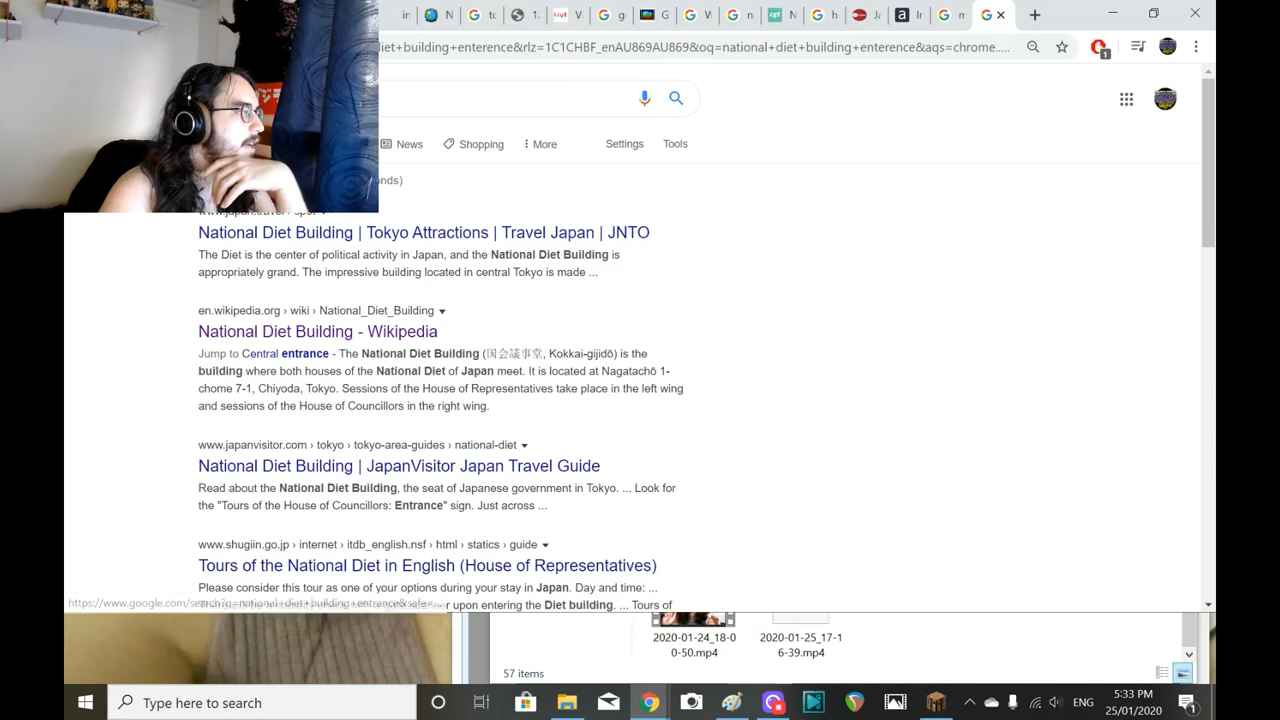 diet+building+enterence&rlz=1C1CHBF_enAU869AU869&oq=national+diet+building+enterence&aqs=chrome....
News
Shopping
More
Settings
Tools
onds)
National Diet Building | Tokyo Attractions | Travel Japan | JNTO
The Diet is the center of political activity in Japan, and the National Diet Building is
appropriately grand. The impressive building located in central Tokyo is made ...
en.wikipedia.org › wiki › National_Diet_Building
National Diet Building - Wikipedia
Jump to Central entrance - The National Diet Building (国会議事堂, Kokkai-gijidō) is the
building where both houses of the National Diet of Japan meet. It is located at Nagatachō 1-
chome 7-1, Chiyoda, Tokyo. Sessions of the House of Representatives take place in the left wing
and sessions of the House of Councillors in the right wing.
www.japanvisitor.com › tokyo › tokyo-area-guides › national-diet
National Diet Building | JapanVisitor Japan Travel Guide
Read about the National Diet Building, the seat of Japanese government in Tokyo. ... Look for
the "Tours of the House of Councillors: Entrance" sign. Just across ...
www.shugiin.go.jp › internet › itdb_english.nsf › html › statics › guide
Tours of the National Diet in English (House of Representatives)
Please consider this tour as one of your options during your stay in Japan. Day and time: ...
upon entering the Diet building. ... Tours of
2020-01-24_18-0
0-50.mp4
2020-01-25_17-1
6-39.mp4
57 items
Type here to search
ENG
5:33 PM
25/01/2020
1